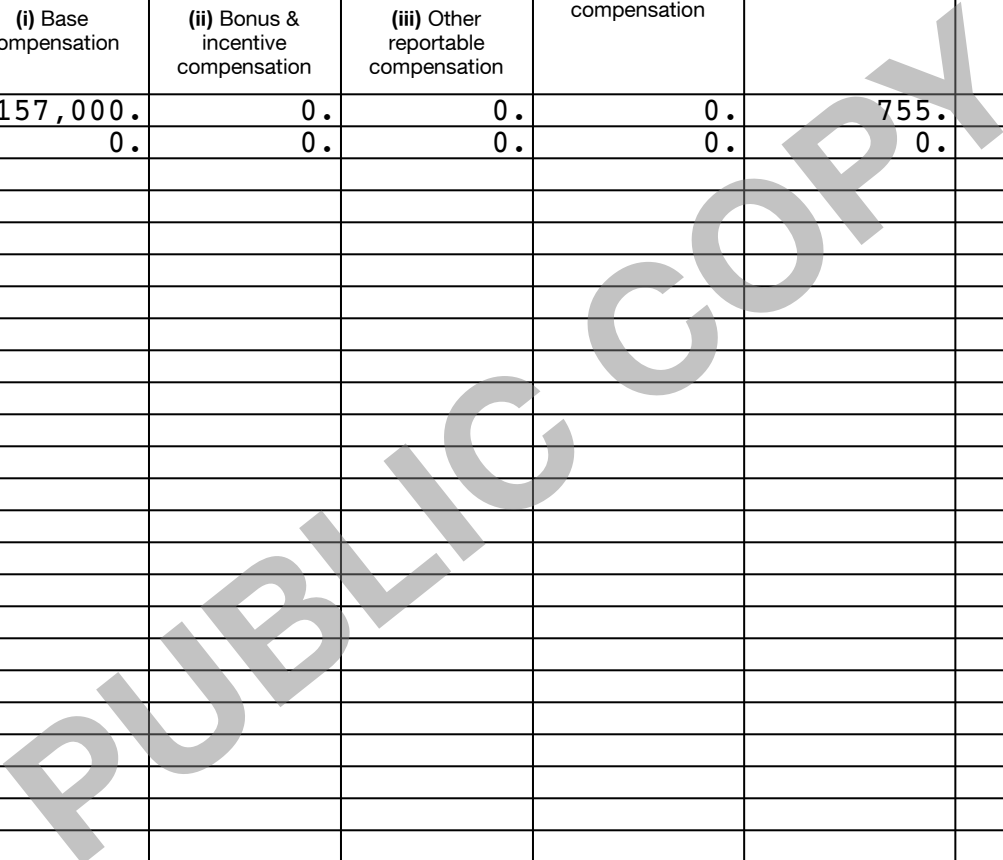 compensation
(i) Base
ompensation
(ii) Bonus &
incentive
compensation
(iii) Other
reportable
compensation
157,000. 0. 0. 0. 755.
0. 0. 0. 0. 0.
PUBLIC COPY